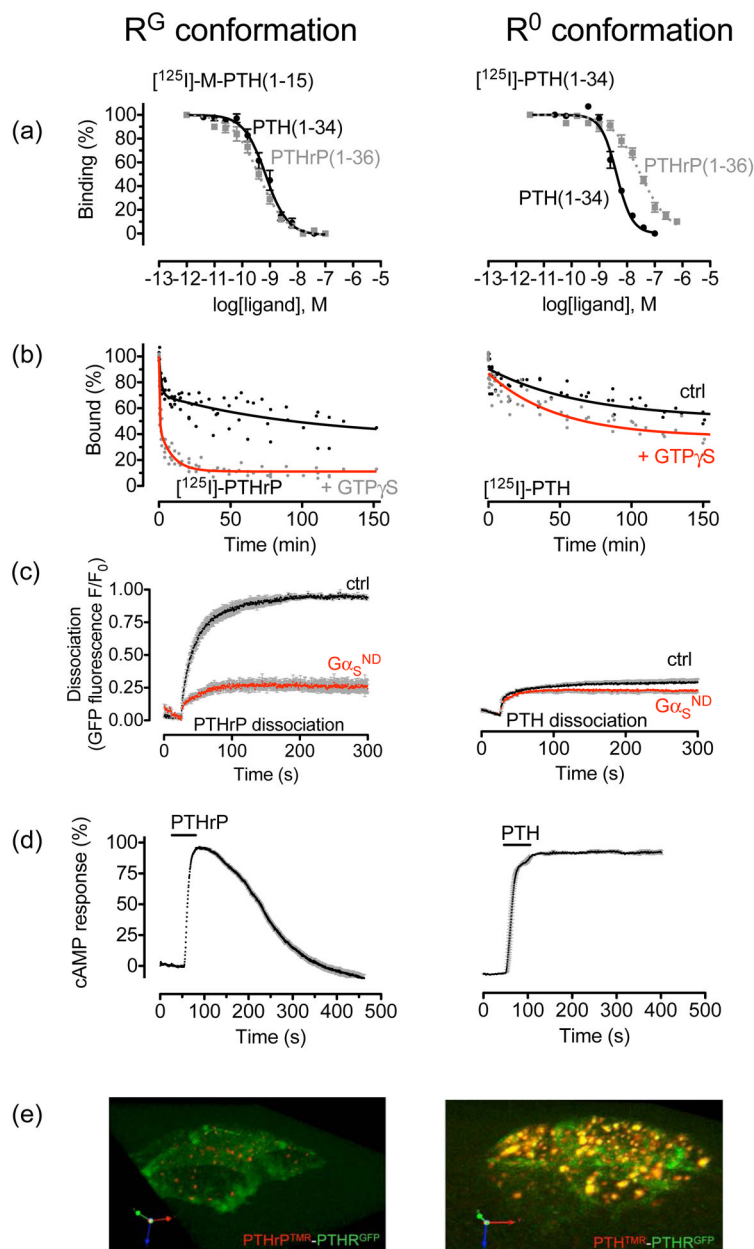 R^G conformation
R^0 conformation
(a)
[125I]-M-PTH(1-15)
Binding (%)
100
80
60
40
20
0
PTH(1-34)
PTHrP(1-36)
-13 -12 -11 -10 -9 -8 -7 -6 -5
log[ligand], M
[125I]-PTH(1-34)
PTHrP(1-36)
PTH(1-34)
-13 -12 -11 -10 -9 -8 -7 -6 -5
log[ligand], M
(b)
Bound (%)
100
80
60
40
20
0
[125I]-PTHrP
+ GTPγS
0 50 100 150
Time (min)
ctrl
+ GTPγS
[125I]-PTH
0 50 100 150
Time (min)
(c)
Dissociation
(GFP fluorescence F/F0)
1.00
0.75
0.50
0.25
0.00
ctrl
GαS^ND
PTHrP dissociation
0 100 200 300
Time (s)
ctrl
GαS^ND
PTH dissociation
0 100 200 300
Time (s)
(d)
cAMP response (%)
100
75
50
25
0
PTHrP
0 100 200 300 400 500
Time (s)
PTH
0 100 200 300 400 500
Time (s)
(e)
PTHrP^TMR-PTHR^GFP
PTH^TMR-PTHR^GFP